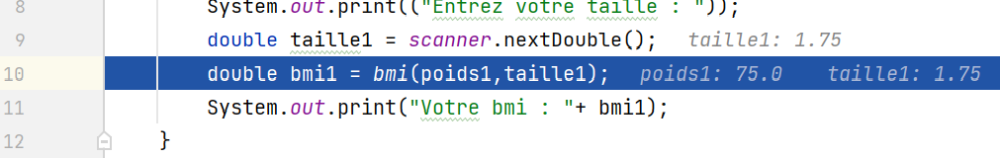 8 System.out.print(("Entrez votre taille : "));
9 double taille1 = scanner.nextDouble(); taille1: 1.75
10 double bmi1 = bmi(poids1,taille1); poids1: 75.0 taille1: 1.75
11 System.out.print("Votre bmi : "+ bmi1);
12 }